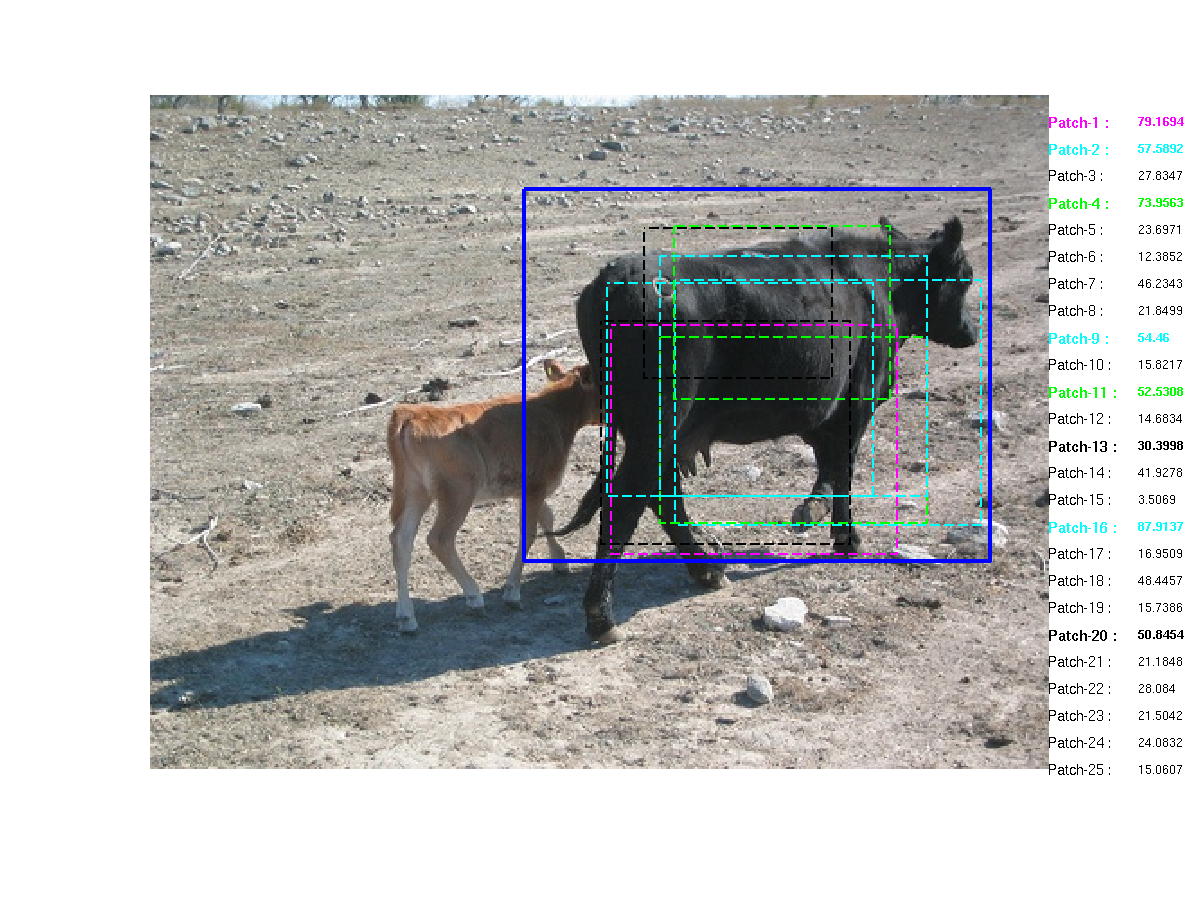 Patch-1 : 79.1694
Patch-2 : 57.5892
Patch-3 : 27.8347
Patch-4 : 73.9563
Patch-5 : 23.6971
Patch-6 : 12.3852
Patch-7 : 46.2343
Patch-8 : 21.8499
Patch-9 : 54.46
Patch-10 : 15.8217
Patch-11 : 52.5308
Patch-12 : 14.6834
Patch-13 : 30.3998
Patch-14 : 41.9278
Patch-15 : 3.5069
Patch-16 : 87.9137
Patch-17 : 16.9509
Patch-18 : 48.4457
Patch-19 : 15.7386
Patch-20 : 50.8454
Patch-21 : 21.1848
Patch-22 : 28.084
Patch-23 : 21.5042
Patch-24 : 24.0832
Patch-25 : 15.0607